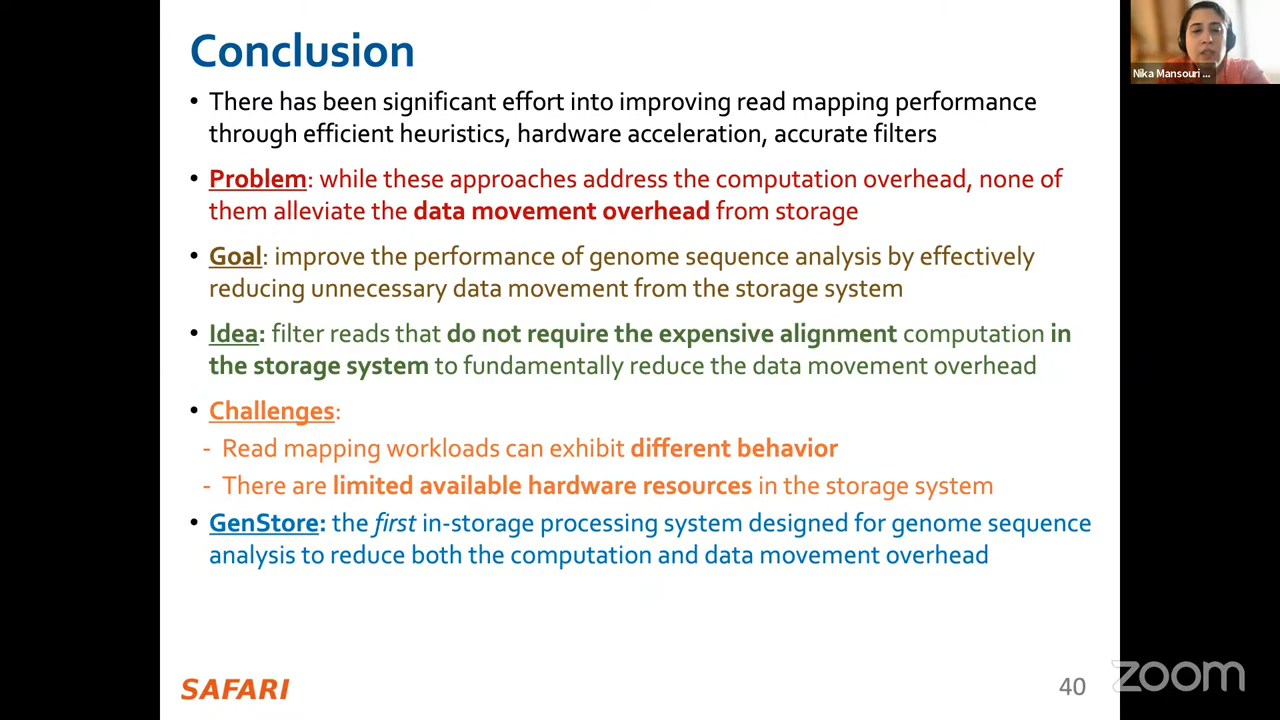 Conclusion
• There has been significant effort into improving read mapping performance
through efficient heuristics, hardware acceleration, accurate filters
• Problem: while these approaches address the computation overhead, none of
them alleviate the data movement overhead from storage
• Goal: improve the performance of genome sequence analysis by effectively
reducing unnecessary data movement from the storage system
• Idea: filter reads that do not require the expensive alignment computation in
the storage system to fundamentally reduce the data movement overhead
• Challenges:
- Read mapping workloads can exhibit different behavior
- There are limited available hardware resources in the storage system
• GenStore: the first in-storage processing system designed for genome sequence
analysis to reduce both the computation and data movement overhead
SAFARI
40
Nika Mansouri ...
zoom